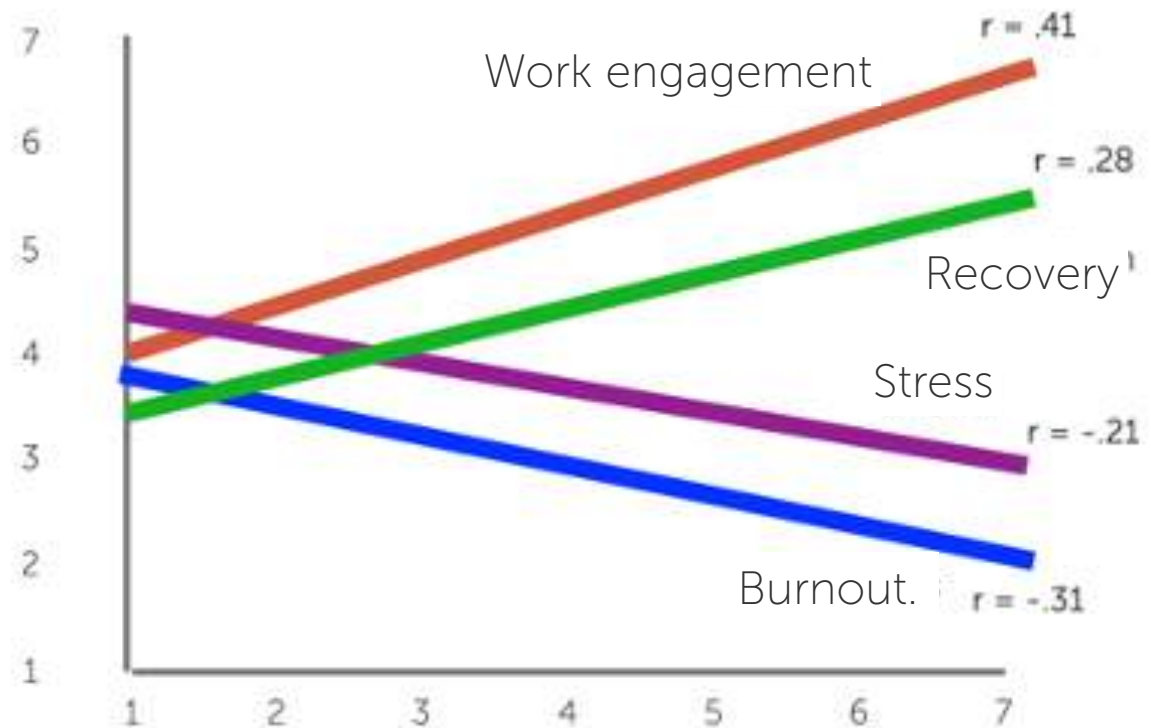 7
r = .41
Work engagement
6
r = .28
5
Recovery
4
Stress
3
r = -.21
2
Burnout.
r = -.31
1
1 2 3 4 5 6 7